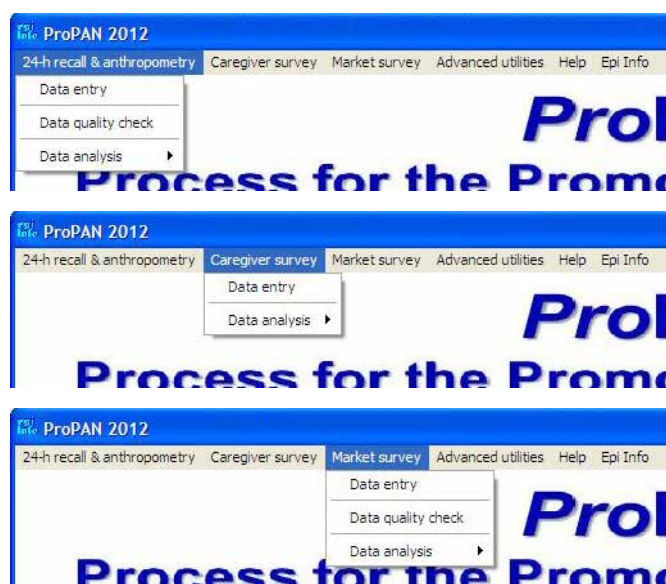 ProPAN 2012
24-h recall & anthropometry Caregiver survey Market survey Advanced utilities Help Epi Info
Data entry
Data quality check
Data analysis
Pro
Process for the Prom
ProPAN 2012
24-h recall & anthropometry Caregiver survey Market survey Advanced utilities Help Epi Info
Data entry
Data analysis
Pro
Process for the Prom
ProPAN 2012
24-h recall & anthropometry Caregiver survey Market survey Advanced utilities Help Epi Info
Data entry
Data quality check
Data analysis
Pro
Process for the Prom